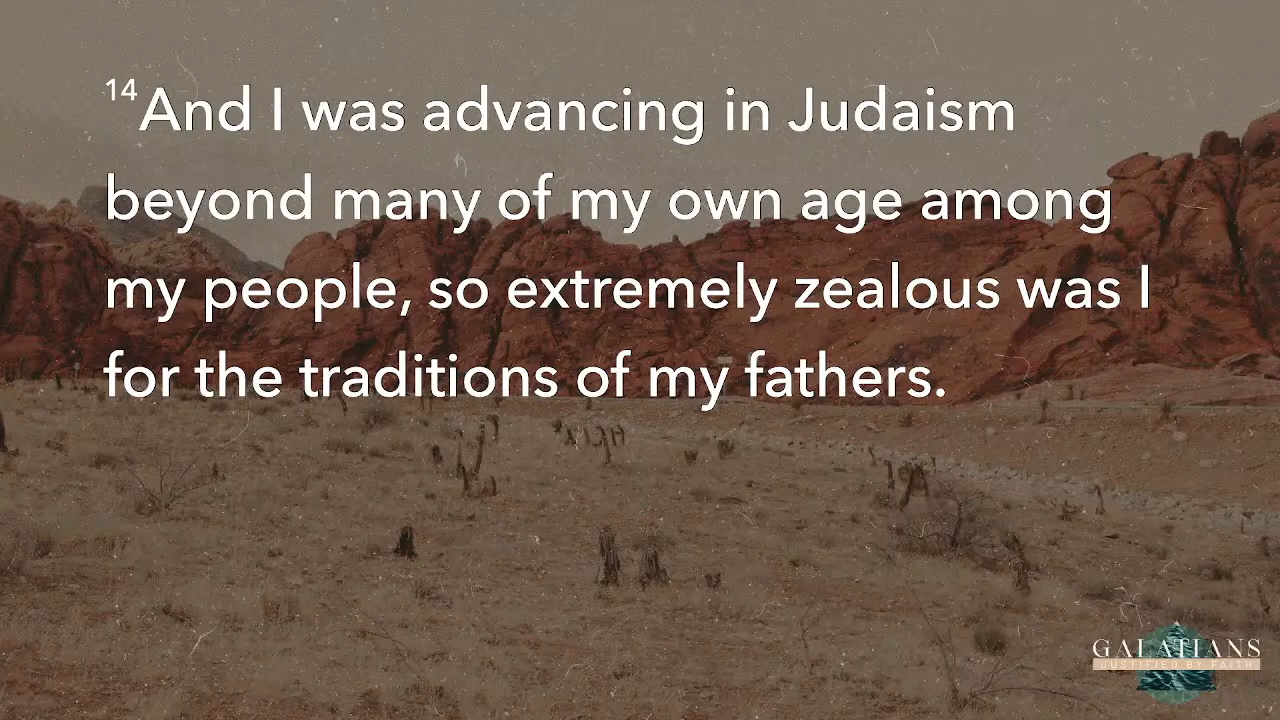 14And I was advancing in Judaism
beyond many of my own age among
my people, so extremely zealous was I
for the traditions of my fathers.
GALATIANS
JUSTIFIED BY FAITH